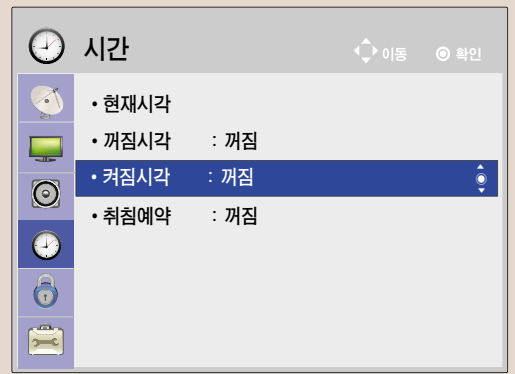 시간 이동 확인
• 현재시각
• 꺼짐시각 : 꺼짐
• 켜짐시각 : 꺼짐
• 취침예약 : 꺼짐